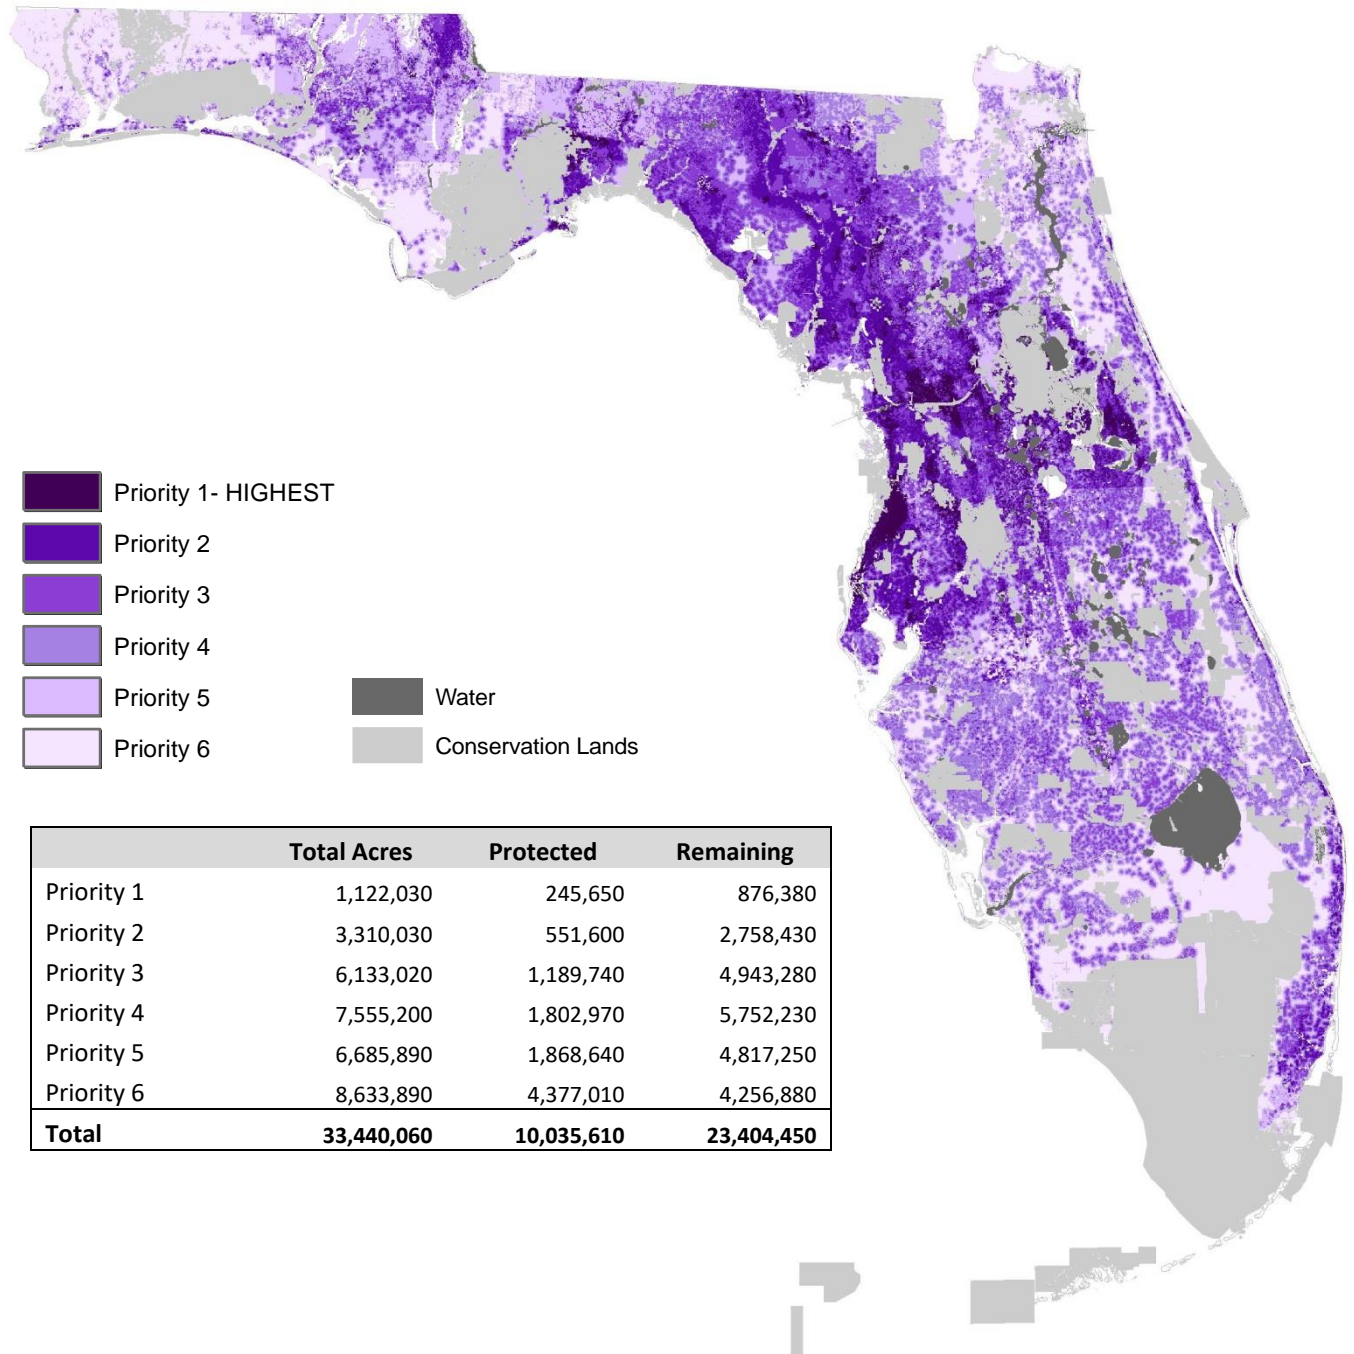 Priority 1- HIGHEST
Priority 2
Priority 3
Priority 4
Priority 5
Priority 6
Water
Conservation Lands
Total Acres Protected Remaining
Priority 1 1,122,030 245,650 876,380
Priority 2 3,310,030 551,600 2,758,430
Priority 3 6,133,020 1,189,740 4,943,280
Priority 4 7,555,200 1,802,970 5,752,230
Priority 5 6,685,890 1,868,640 4,817,250
Priority 6 8,633,890 4,377,010 4,256,880
Total 33,440,060 10,035,610 23,404,450